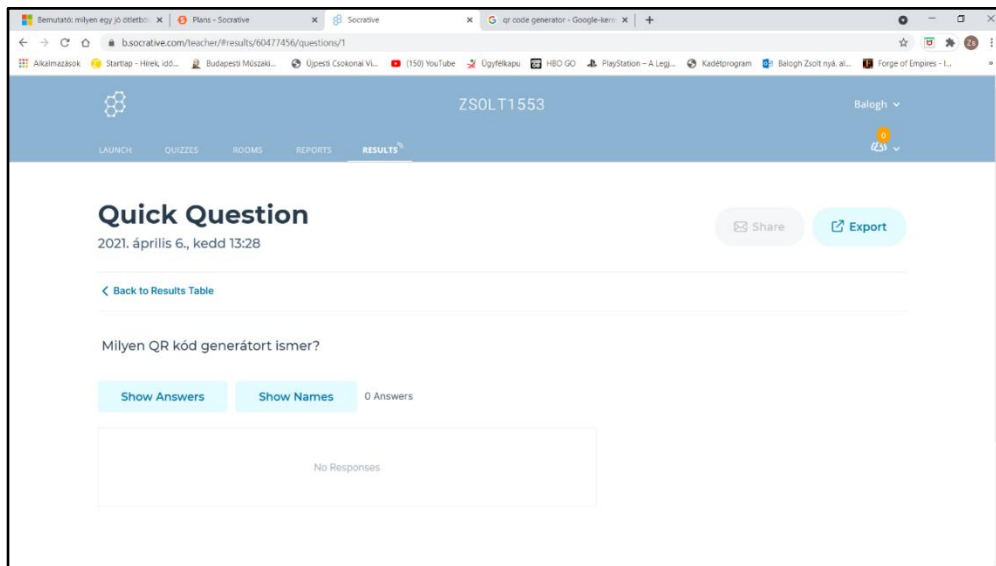 Bemutató: milyen egy jó ötletbő
Plans - Socrative
Socrative
qr code generator - Google-kere
b.socrative.com/teacher/#results/60477456/questions/1
Alkalmazások
Startlap - Hírek, idő...
Budapesti Műszaki...
Újpesti Csokonai Vi...
(150) YouTube
Ügyfélkapu
HBO GO
PlayStation – A Legj...
Kadétprogram
Balogh Zsolt nyá. al...
Forge of Empires - I...
»
ZSOLT1553
Balogh
LAUNCH QUIZZES ROOMS REPORTS RESULTS
0
Quick Question
2021. április 6., kedd 13:28
Share
Export
Back to Results Table
Milyen QR kód generátort ismer?
Show Answers Show Names 0 Answers
No Responses